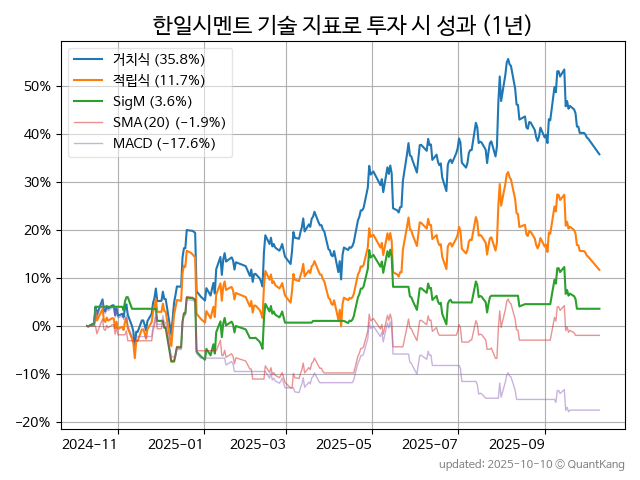 한일시멘트 기술 지표로 투자 시 성과 (1년)
거치식 (35.8%)
적립식 (11.7%)
SigM (3.6%)
SMA(20) (−1.9%)
MACD (−17.6%)
50%
40%
30%
20%
10%
0%
−10%
−20%
2024−11 2025−01 2025−03 2025−05 2025−07 2025−09
updated: 2025-10-10 © QuantKang